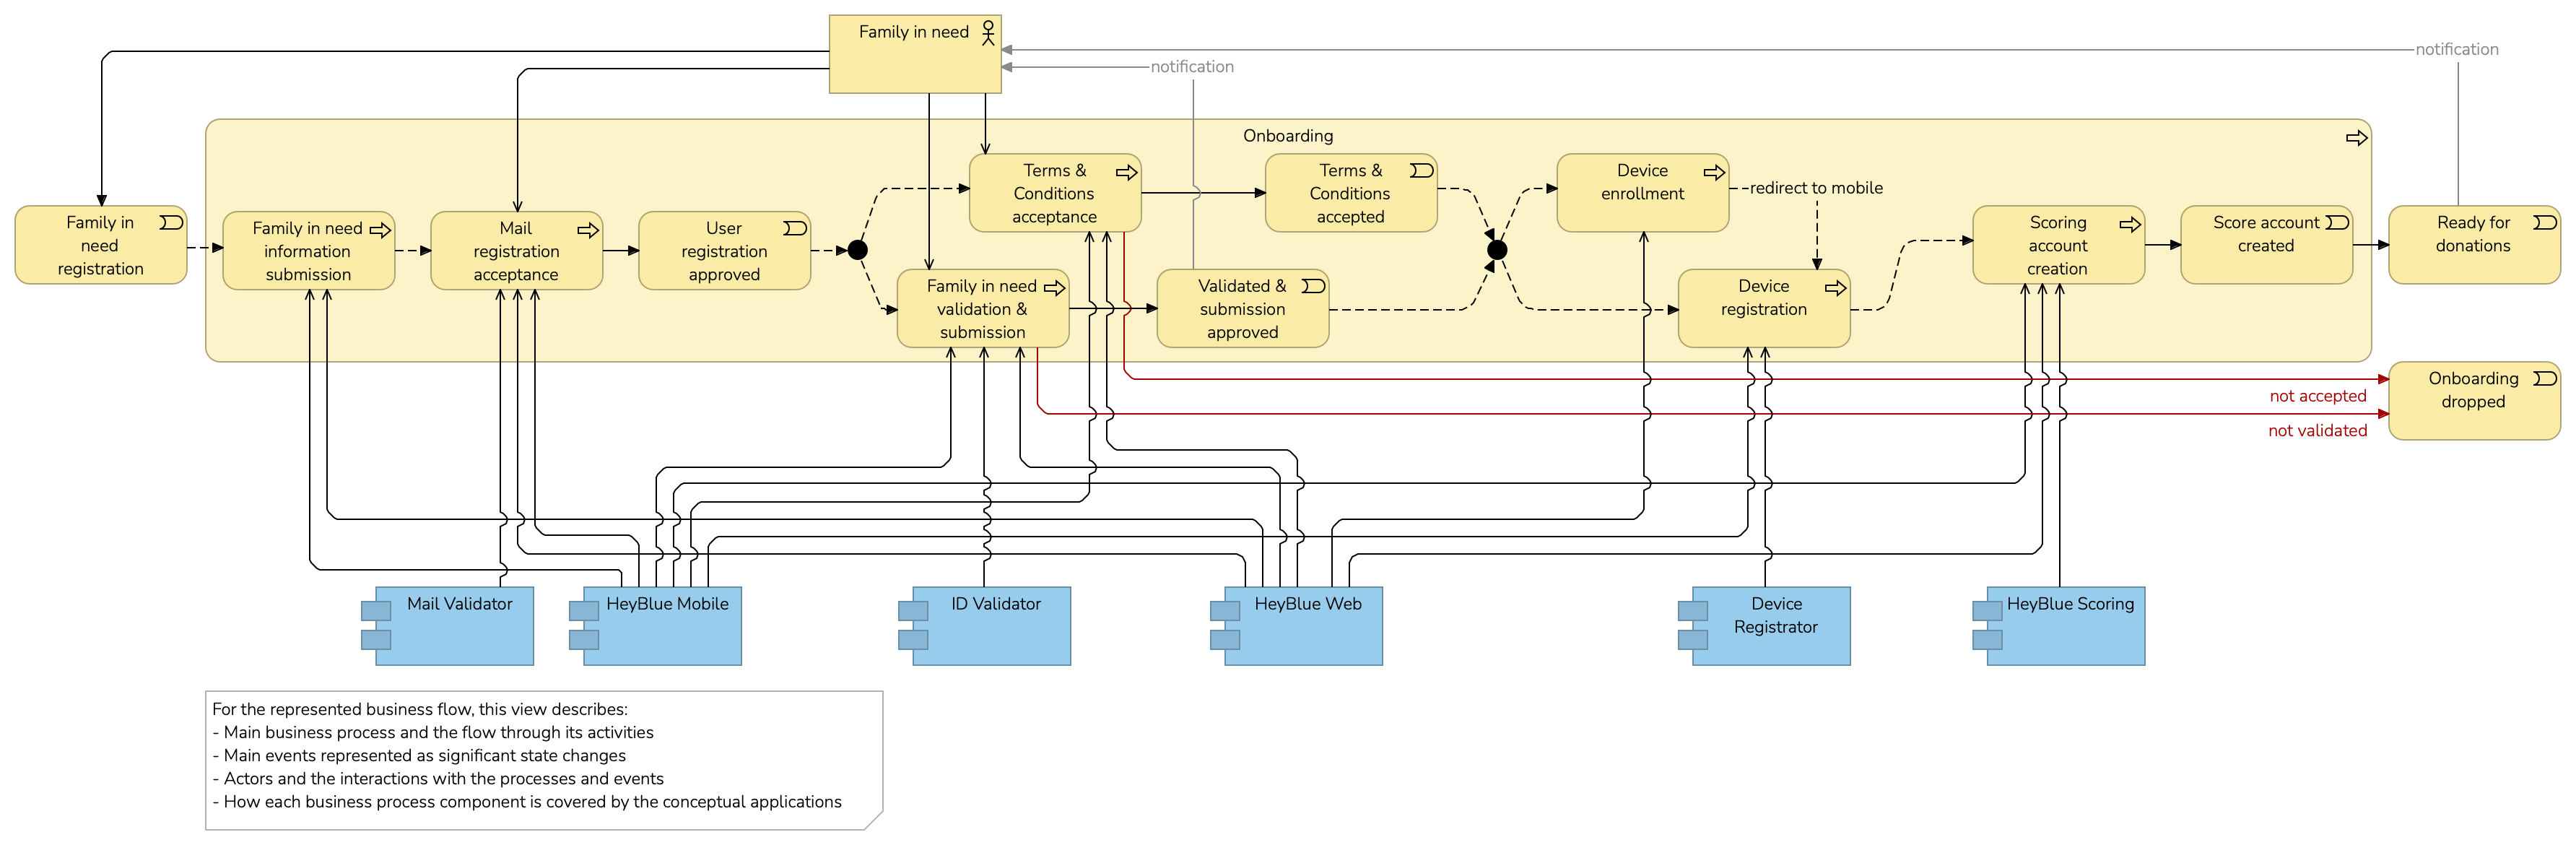 Family in need
notification
notification
Onboarding
Family in
need
registration
Family in need
information
submission
Mail
registration
acceptance
User
registration
approved
Terms &
Conditions
acceptance
Family in need
validation &
submission
Terms &
Conditions
accepted
Validated &
submission
approved
Device
enrollment
redirect to mobile
Device
registration
Scoring
account
creation
Score account
created
Ready for
donations
Onboarding
dropped
not accepted
not validated
Mail Validator
HeyBlue Mobile
ID Validator
HeyBlue Web
Device
Registrator
HeyBlue Scoring
For the represented business flow, this view describes:
- Main business process and the flow through its activities
- Main events represented as significant state changes
- Actors and the interactions with the processes and events
- How each business process component is covered by the conceptual applications